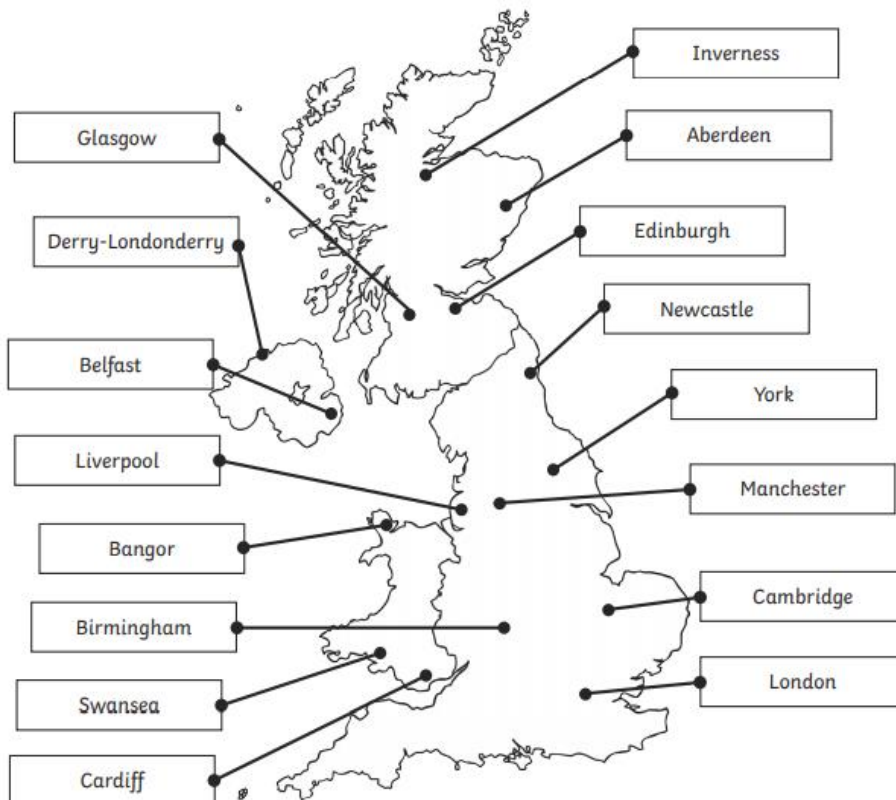 Inverness
Glasgow
Aberdeen
Derry-Londonderry
Edinburgh
Newcastle
Belfast
York
Liverpool
Manchester
Bangor
Cambridge
Birmingham
London
Swansea
Cardiff